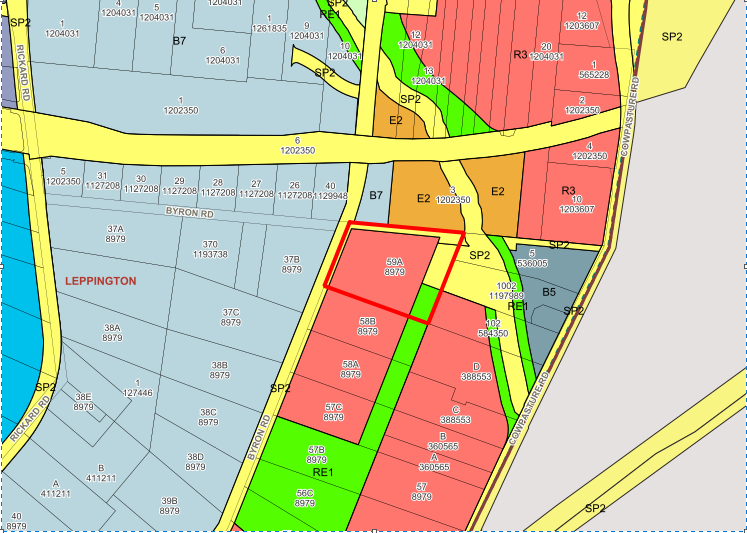 4
1204031
5
1204031
1204031
SP2
1
1204031
1
1261835
9
1204031
SP2
RE1
12
1203607
SP2
B7
6
1204031
10
1204031
12
1204031
R3
20
1204031
SP2
RICKARD RD
SP2
13
1204031
1
565228
1
1202350
SP2
2
1202350
E2
COWPASTURE RD
6
1202350
4
1202350
5
1202350
31
1127208
30
1127208
29
1127208
28
1127208
27
1127208
26
1127208
40
1129948
B7
E2
3
1202350
E2
R3
10
1203607
BYRON RD
37A
8979
370
1193738
37B
8979
59A
8979
SP2
SP2
5
536005
LEPPINGTON
1002
1197989
B5
RE1
SP2
37C
8979
58B
8979
102
584350
38A
8979
38B
8979
58A
8979
D
388553
SP2
1
127446
SP2
38E
8979
38C
8979
57C
8979
C
388553
RICKARD RD
BYRON RD
COWPASTURE RD
B
360565
57B
8979
A
360565
38D
8979
B
411211
RE1
A
411211
56C
8979
57
8979
39B
8979
SP2
40
8979